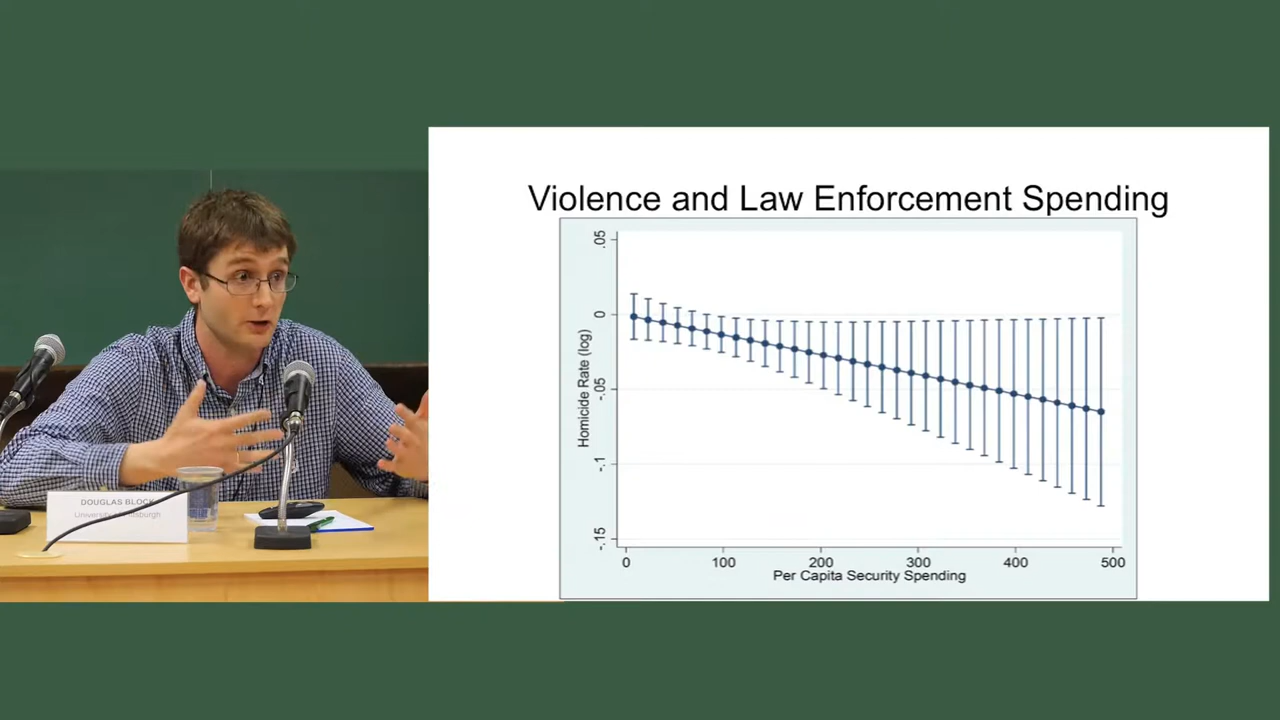 Violence and Law Enforcement Spending
.05
0
-.05
-.1
-.15
Homicide Rate (log)
0 100 200 300 400 500
Per Capita Security Spending
DOUGLAS BLOCK
University